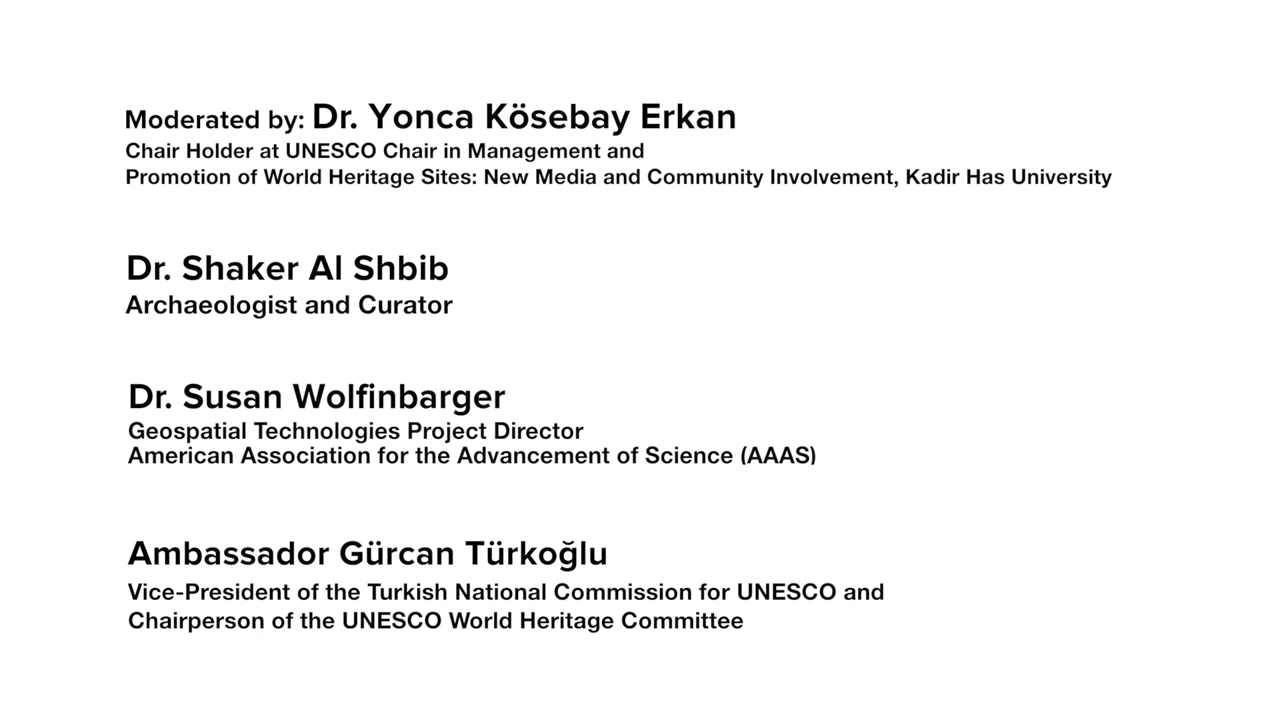 Moderated by: Dr. Yonca Kösebay Erkan
Chair Holder at UNESCO Chair in Management and
Promotion of World Heritage Sites: New Media and Community Involvement, Kadir Has University
Dr. Shaker Al Shbib
Archaeologist and Curator
Dr. Susan Wolfinbarger
Geospatial Technologies Project Director
American Association for the Advancement of Science (AAAS)
Ambassador Gürcan Türkoğlu
Vice-President of the Turkish National Commission for UNESCO and
Chairperson of the UNESCO World Heritage Committee